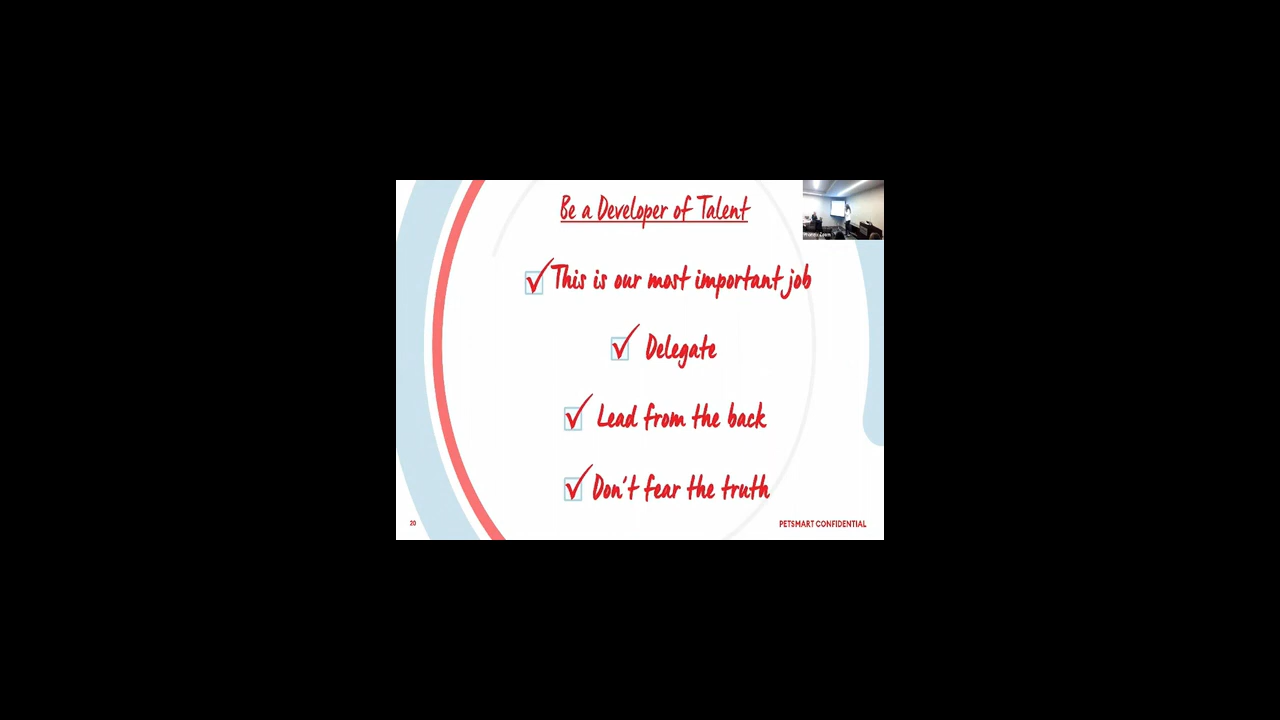 Be a Developer of Talent
This is our most important job
Delegate
Lead from the back
Don't fear the truth
20
PETSMART CONFIDENTIAL